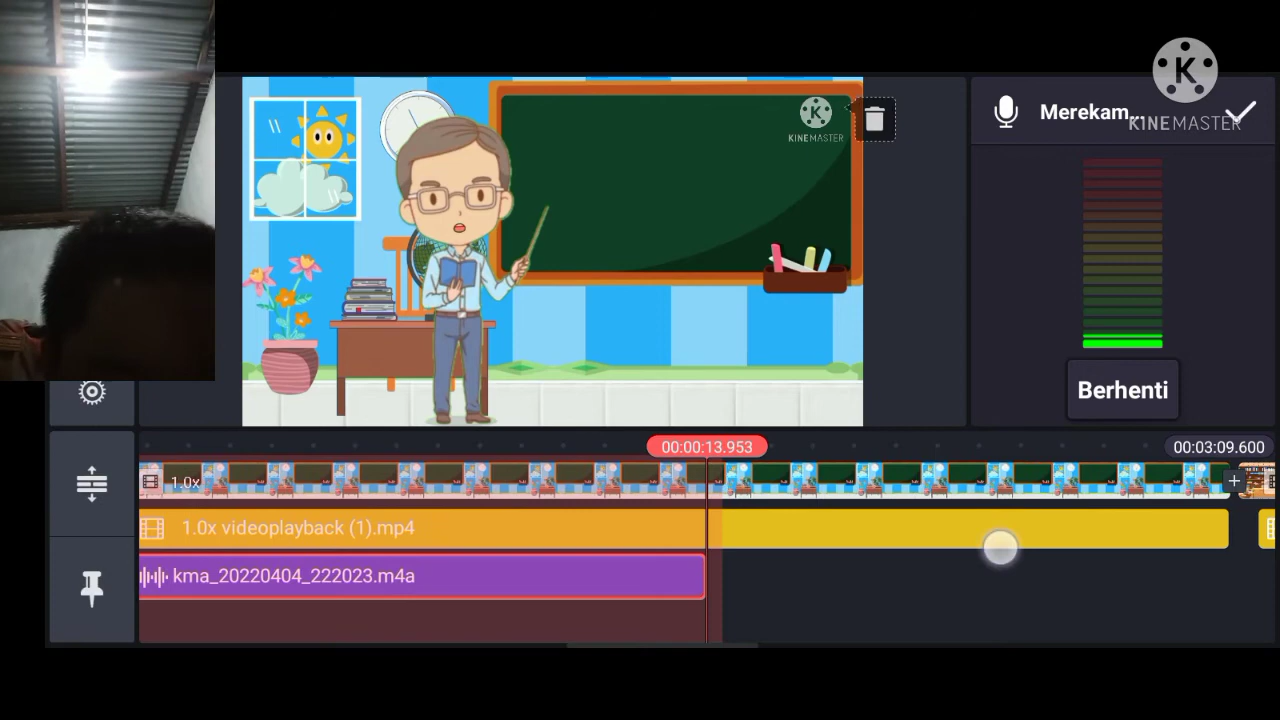 K
KINEMASTER
K
KINEMASTER
Merekam...
Berhenti
00:00:13.953
00:03:09.600
1.0x
1.0x videoplayback (1).mp4
kma_20220404_222023.m4a